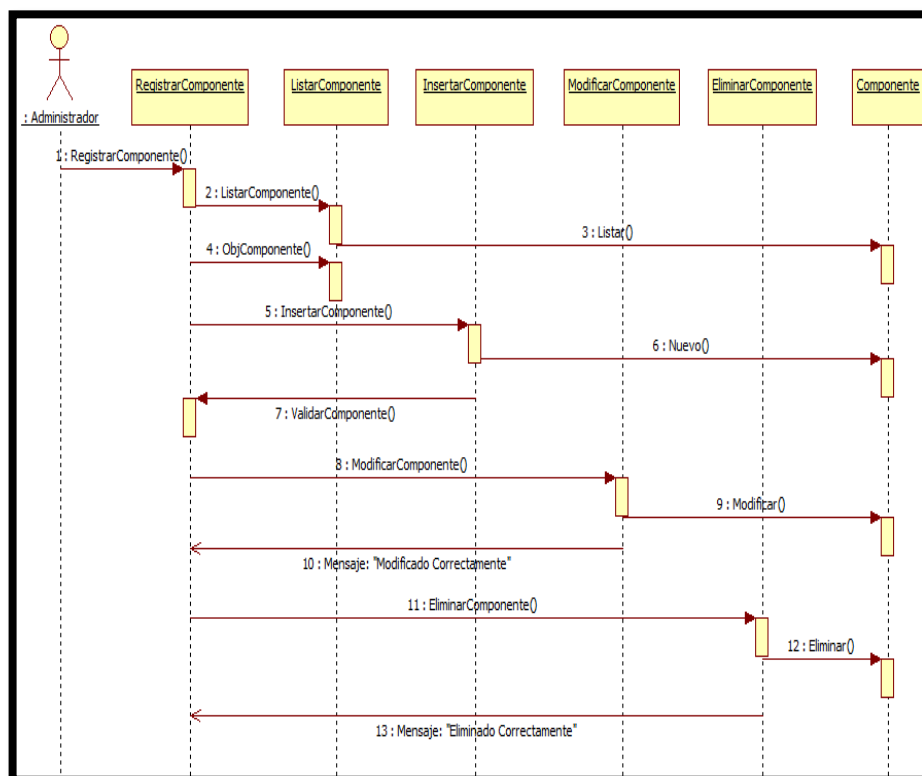 RegistrarComponente
ListarComponente
InsertarComponente
ModificarComponente
EliminarComponente
Componente
: Administrador
1 : RegistrarComponente()
2 : ListarComponente()
3 : Listar()
4 : ObjComponente()
5 : InsertarComponente()
6 : Nuevo()
7 : ValidarComponente()
8 : ModificarComponente()
9 : Modificar()
10 : Mensaje: "Modificado Correctamente"
11 : EliminarComponente()
12 : Eliminar()
13 : Mensaje: "Eliminado Correctamente"